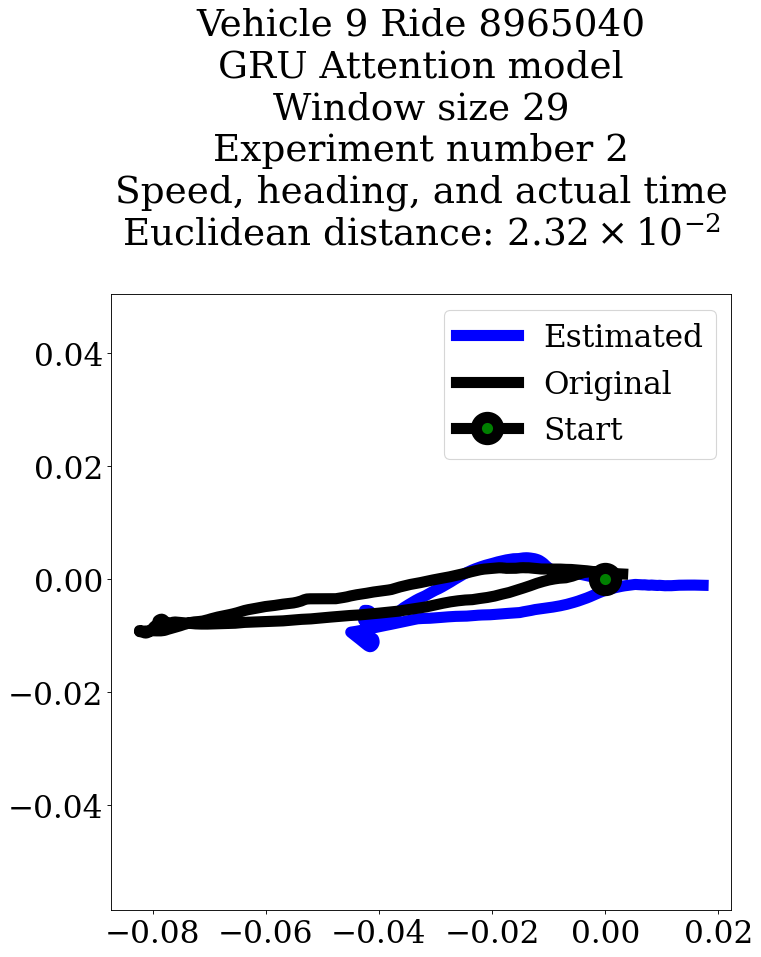 Vehicle 9 Ride 8965040
GRU Attention model
Window size 29
Experiment number 2
Speed, heading, and actual time
Euclidean distance: 2.32 × 10⁻²
Estimated
Original
Start
0.04
0.02
0.00
−0.02
−0.04
−0.08 −0.06 −0.04 −0.02 0.00 0.02